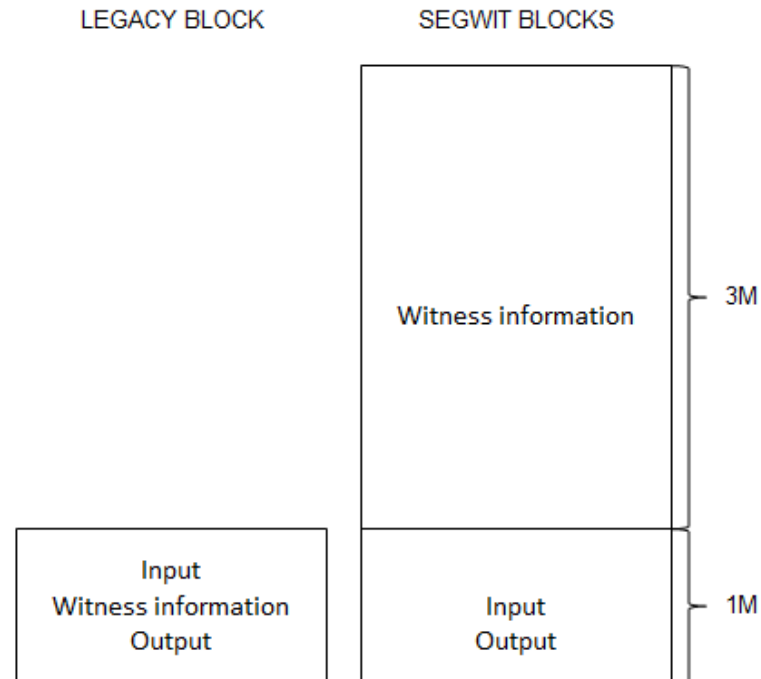 LEGACY BLOCK
SEGWIT BLOCKS
Witness information
3M
Input
Witness information
Output
Input
Output
1M